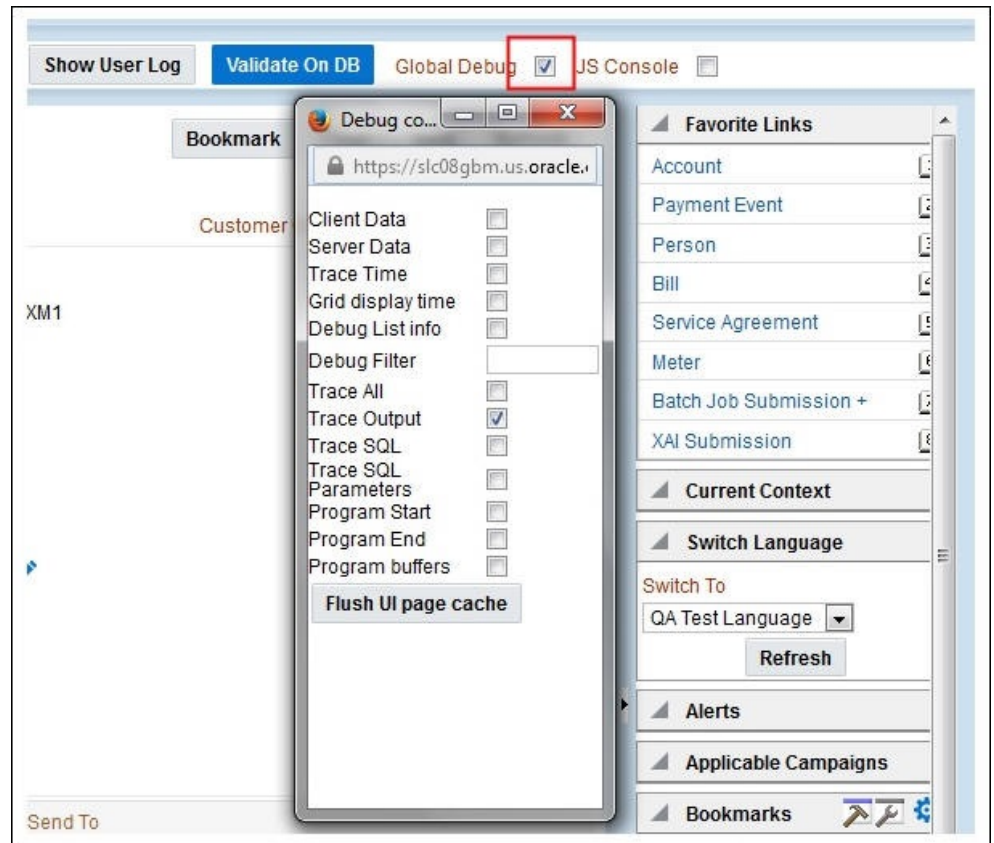 Show User Log
Validate On DB
Global Debug
JS Console
Bookmark
Customer
XM1
Send To
Debug co...
https://slc08gbm.us.oracle.
Client Data
Server Data
Trace Time
Grid display time
Debug List info
Debug Filter
Trace All
Trace Output
Trace SQL
Trace SQL
Parameters
Program Start
Program End
Program buffers
Flush UI page cache
Favorite Links
Account
Payment Event
Person
Bill
Service Agreement
Meter
Batch Job Submission +
XAI Submission
Current Context
Switch Language
Switch To
QA Test Language
Refresh
Alerts
Applicable Campaigns
Bookmarks